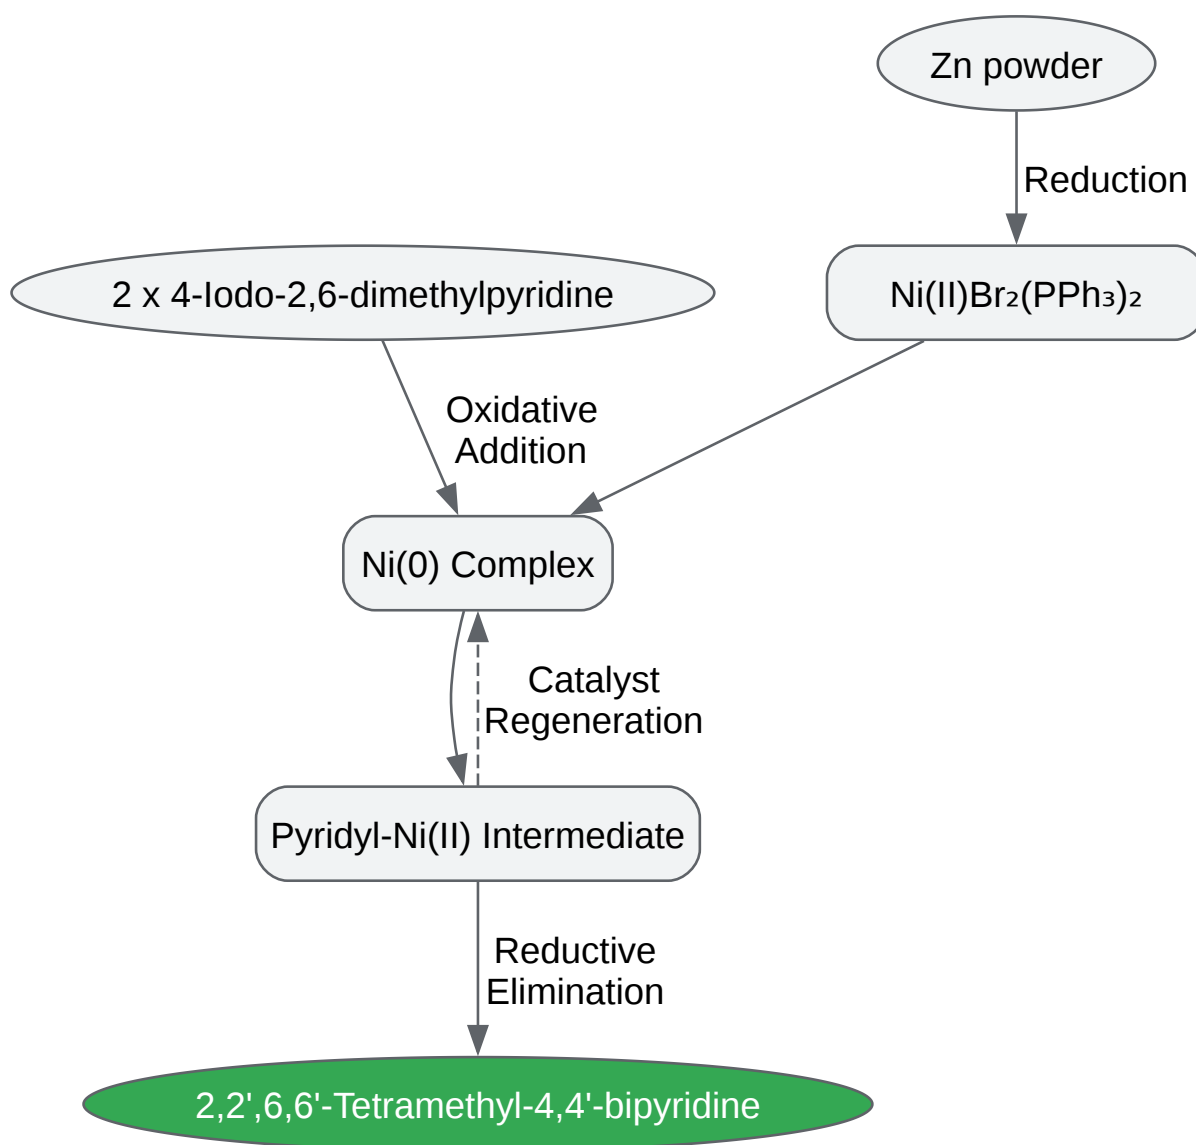 Zn powder
Reduction
2 x 4-Iodo-2,6-dimethylpyridine
Ni(II)Br₂(PPh₃)₂
Oxidative
Addition
Ni(0) Complex
Catalyst
Regeneration
Pyridyl-Ni(II) Intermediate
Reductive
Elimination
2,2',6,6'-Tetramethyl-4,4'-bipyridine